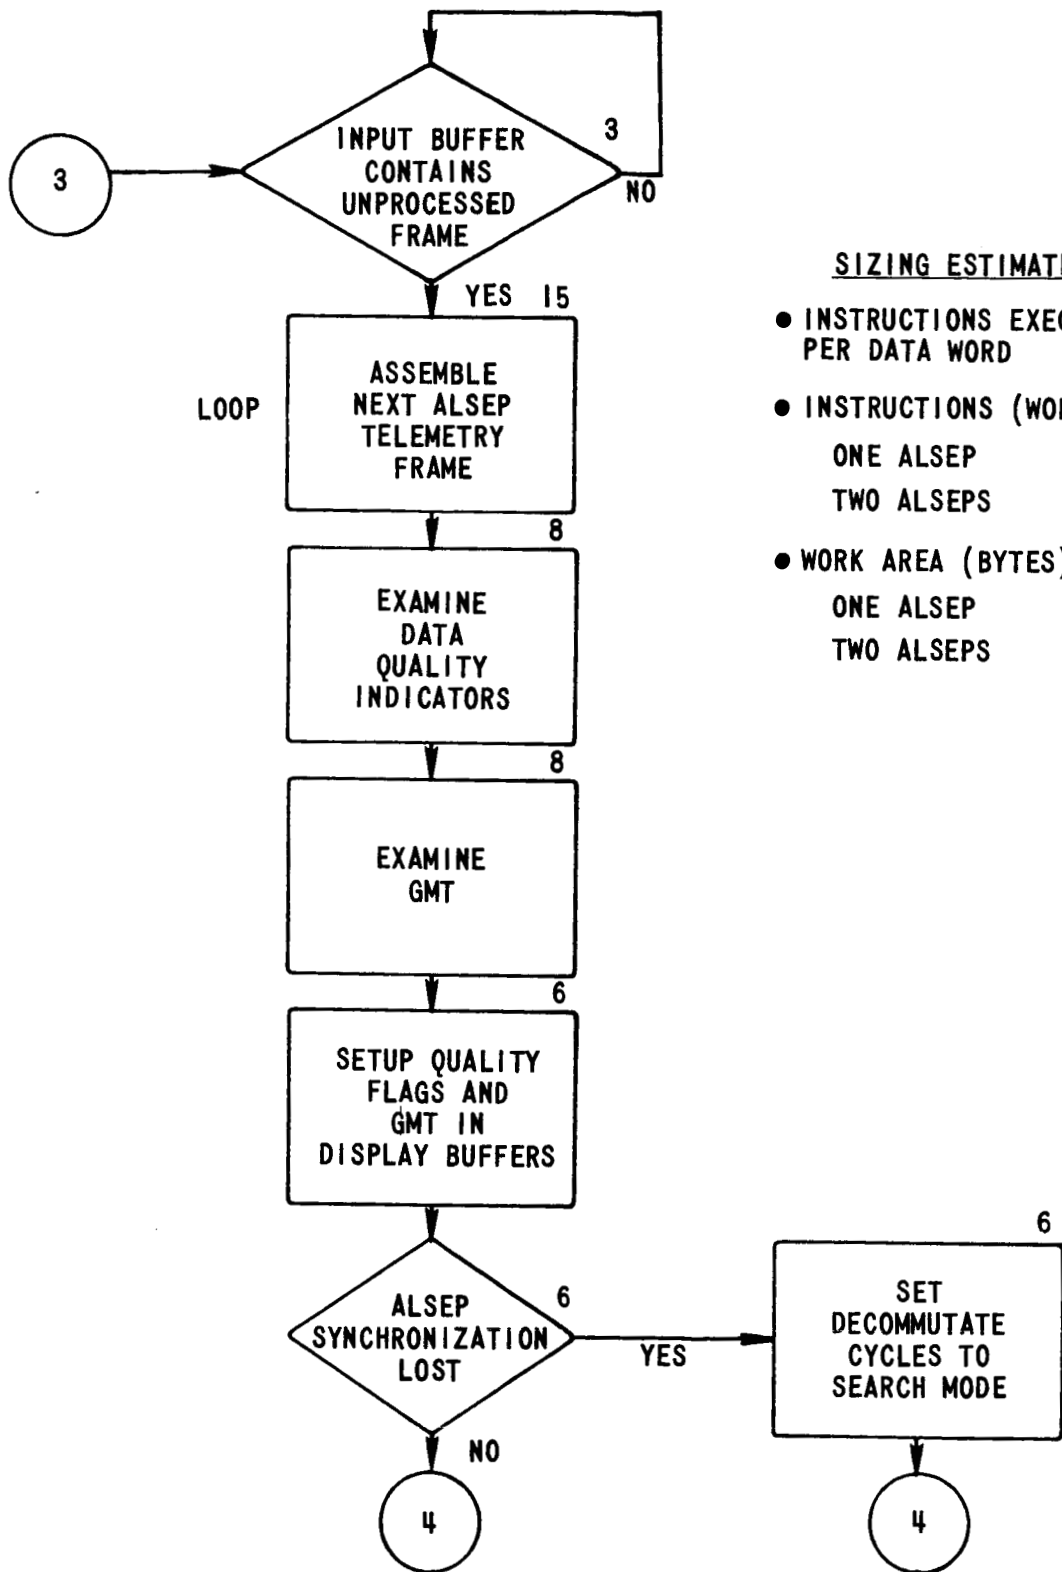 3
INPUT BUFFER
CONTAINS
UNPROCESSED
FRAME
3
NO
YES 15
LOOP
ASSEMBLE
NEXT ALSEP
TELEMETRY
FRAME
8
EXAMINE
DATA
QUALITY
INDICATORS
8
EXAMINE
GMT
6
SETUP QUALITY
FLAGS AND
GMT IN
DISPLAY BUFFERS
ALSEP
SYNCHRONIZATION
LOST
6
YES
NO
4
6
SET
DECOMMUTATE
CYCLES TO
SEARCH MODE
4
SIZING
● INSTRUCTIONS
PER DATA WORD
● INSTRUCTIONS
ONE ALSEP
TWO ALSEPS
● WORK AREA (BYTES)
ONE ALSEP
TWO ALSEPS